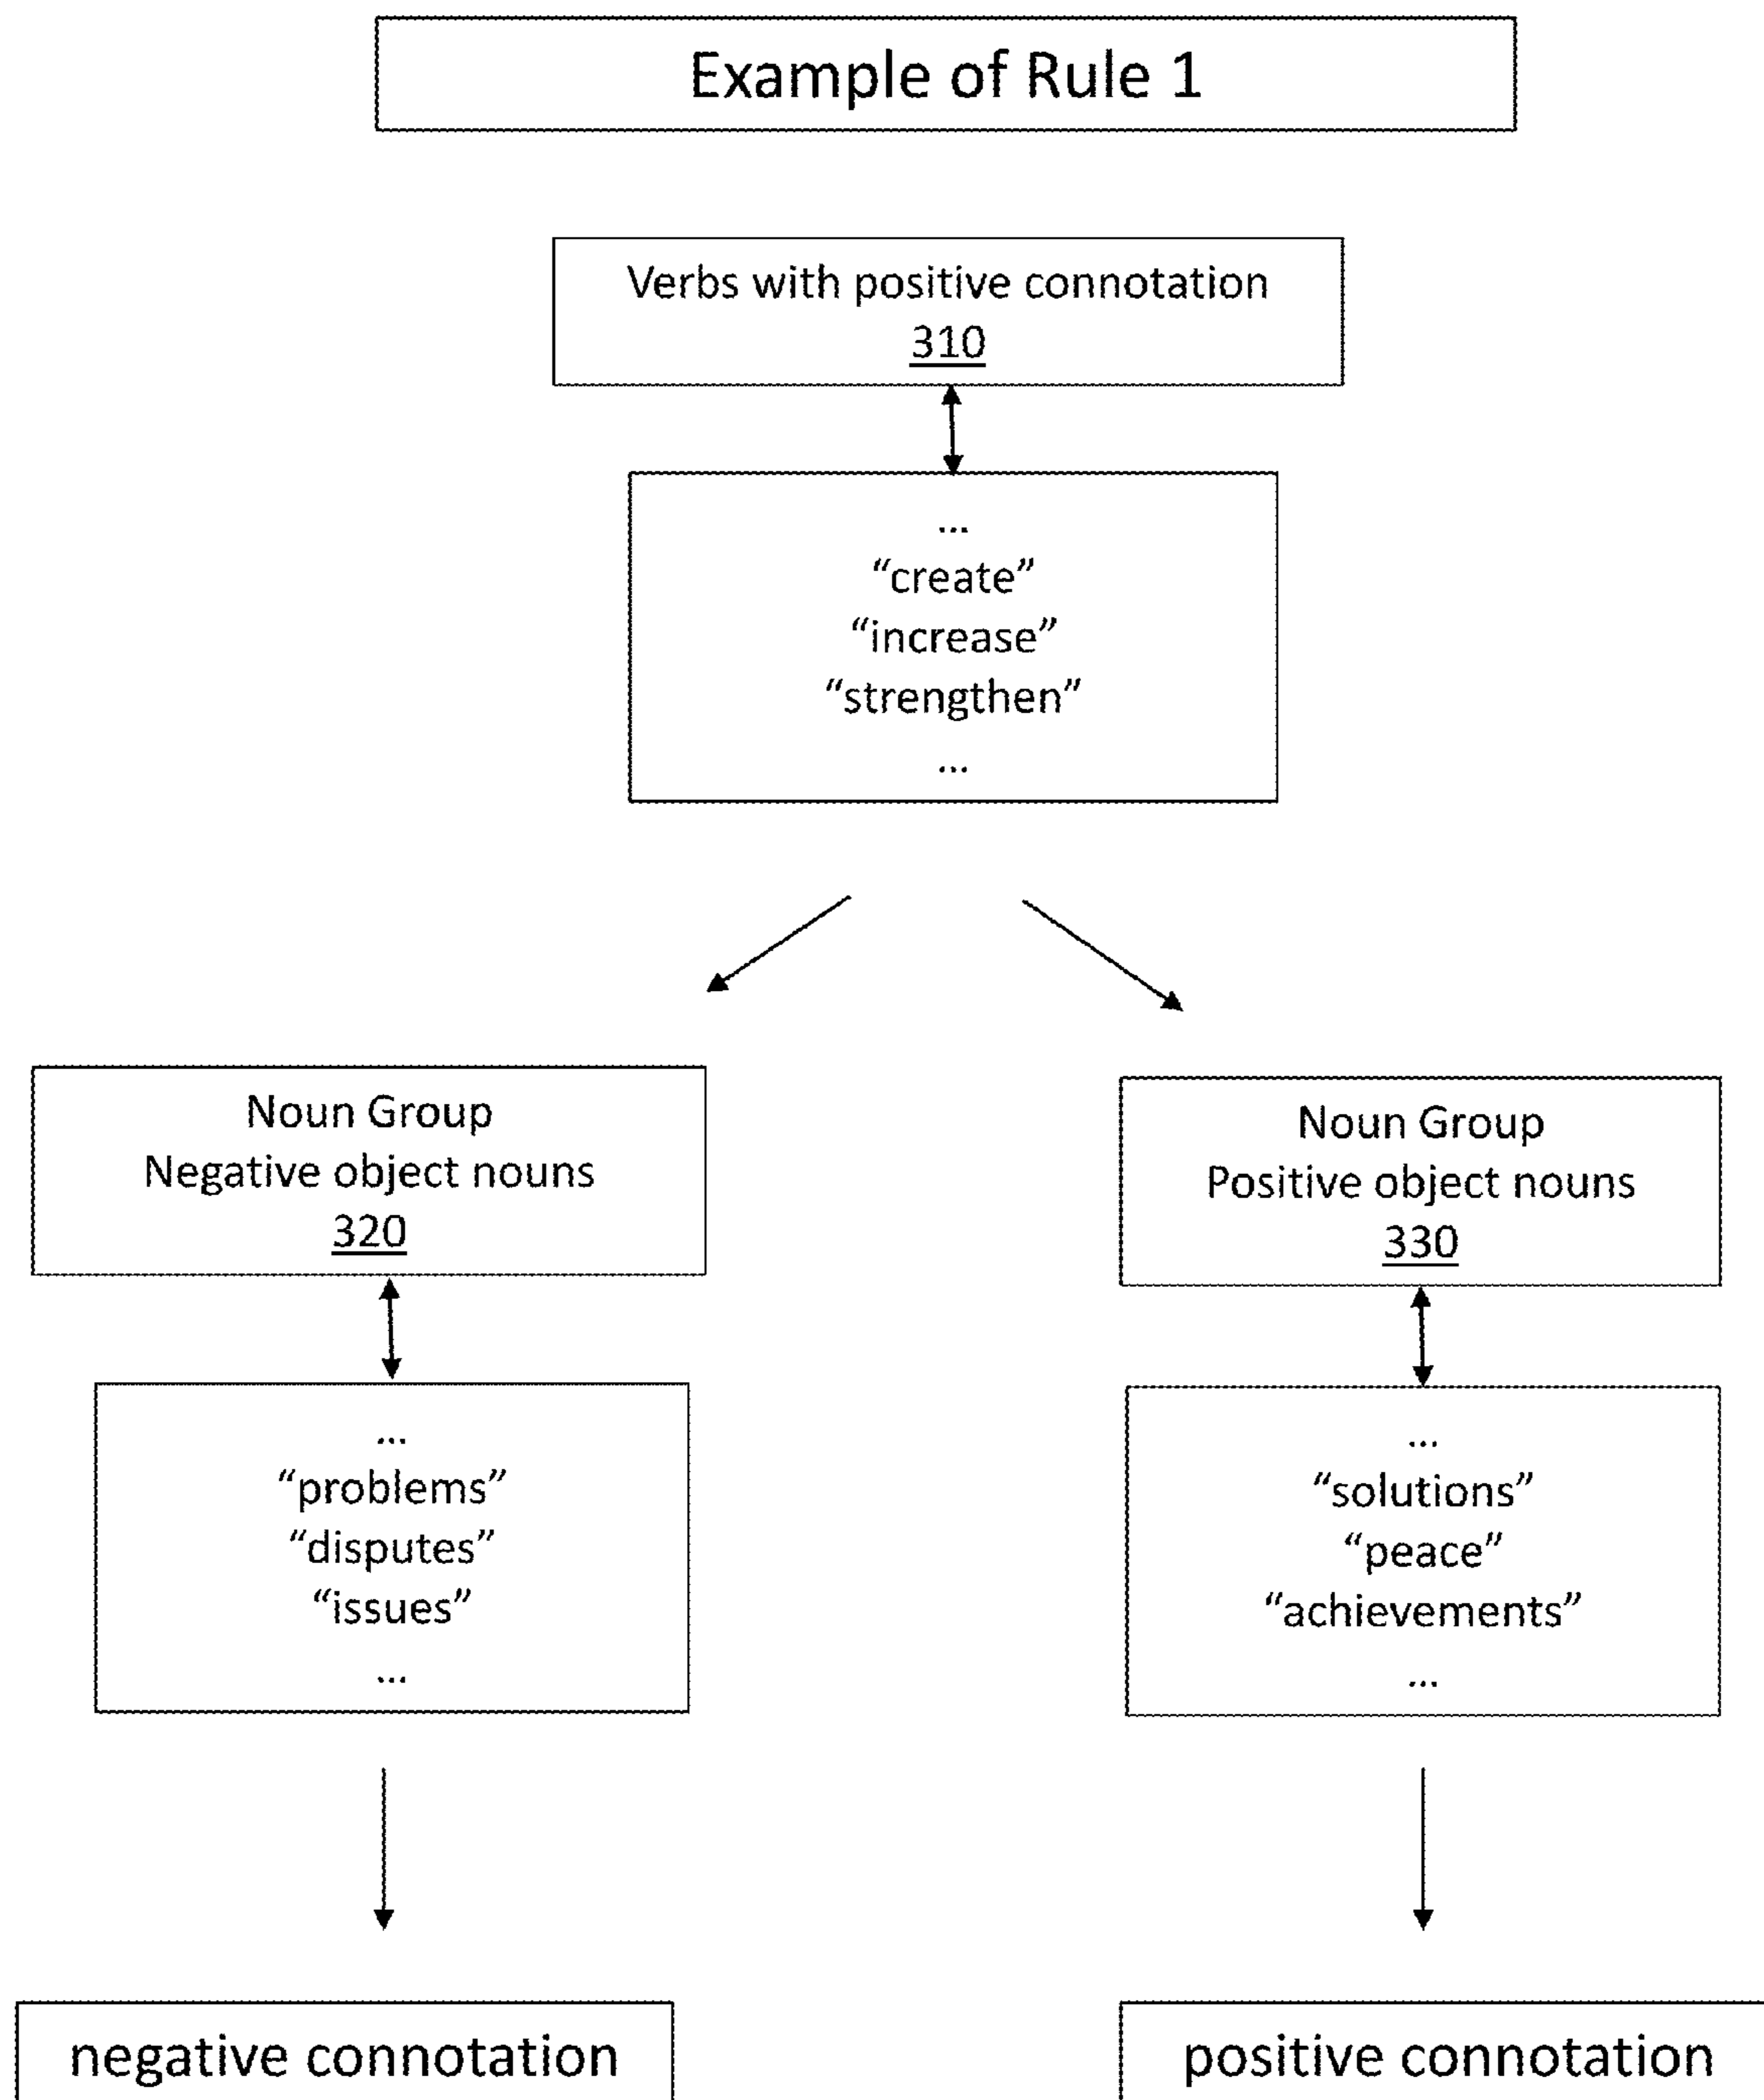 Example of Rule 1
Verbs with positive connotation
310
...
“create”
“increase”
“strengthen”
...
Noun Group
Negative object nouns
320
...
“problems”
“disputes”
“issues”
...
Noun Group
Positive object nouns
330
...
“solutions”
“peace”
“achievements”
...
negative connotation
positive connotation